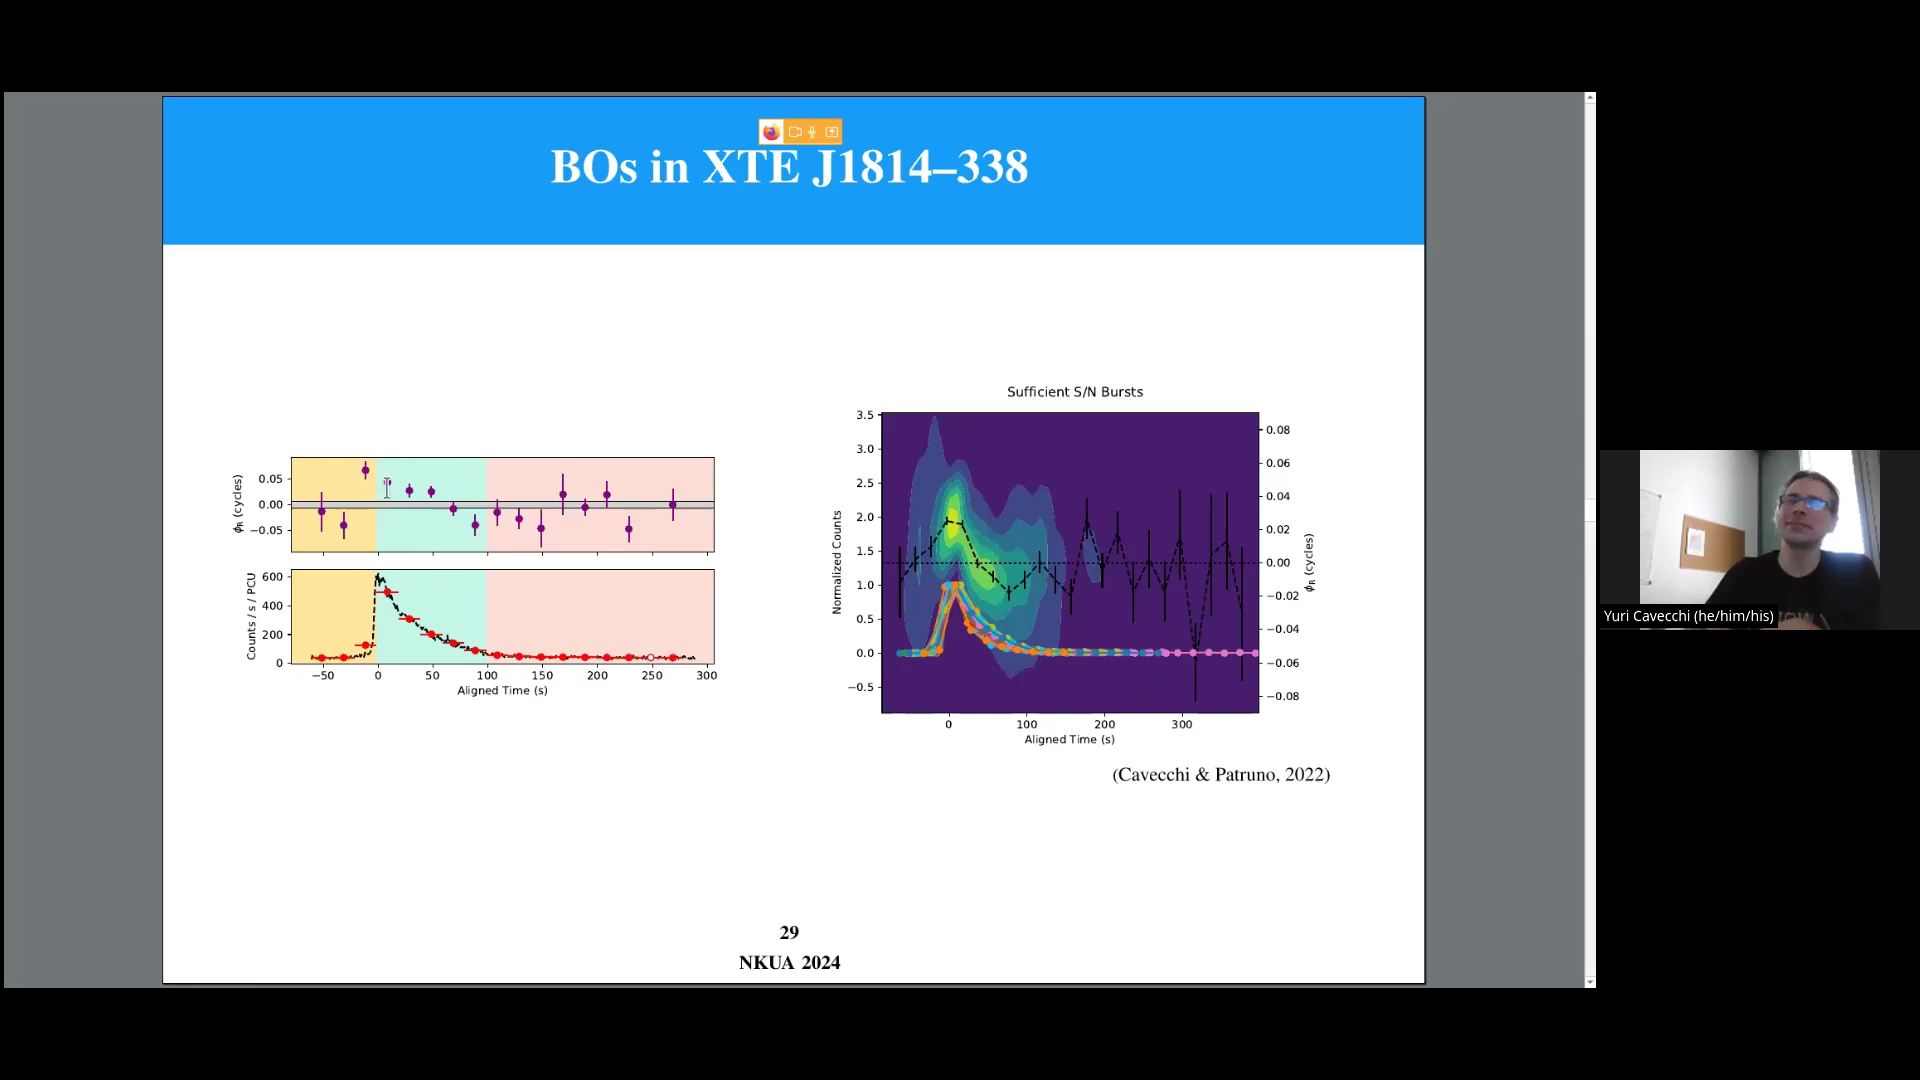 BOs in XTE J1814–338
0.05
0.00
−0.05
ϕR (cycles)
600
400
200
0
Counts / s / PCU
−50 0 50 100 150 200 250 300
Aligned Time (s)
Sufficient S/N Bursts
3.5
3.0
2.5
2.0
1.5
1.0
0.5
0.0
−0.5
Normalized Counts
0.08
0.06
0.04
0.02
0.00
−0.02
−0.04
−0.06
−0.08
ϕR (cycles)
0 100 200 300
Aligned Time (s)
(Cavecchi & Patruno, 2022)
29
NKUA 2024
Yuri Cavecchi (he/him/his)